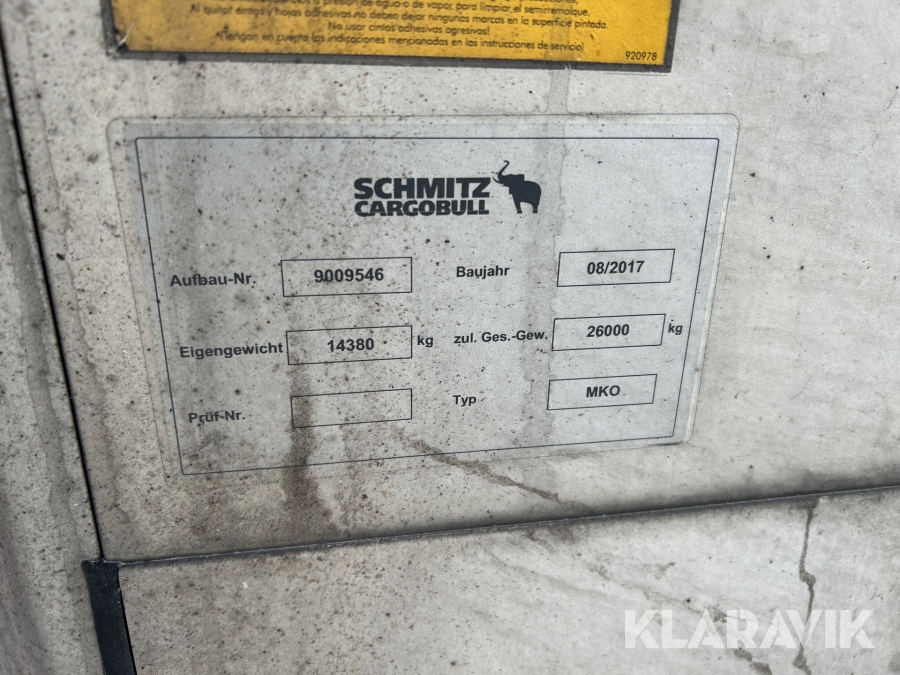 de agua o de vapor para limpiar el semirremolque.
Al quitar cintas y hojas adhesivas no deben dejar ningunas marcas en la superficie pintada.
No usar cintas adhesivas agresivas!
(Tengan en cuenta las indicaciones mencionadas en las instrucciones de servicio)
920978
SCHMITZ
CARGOBULL
Aufbau-Nr. 9009546 Baujahr 08/2017
Eigengewicht 14380 kg zul. Ges.-Gew. 26000 kg
Prüf-Nr. Typ MKO
KLARAVIK